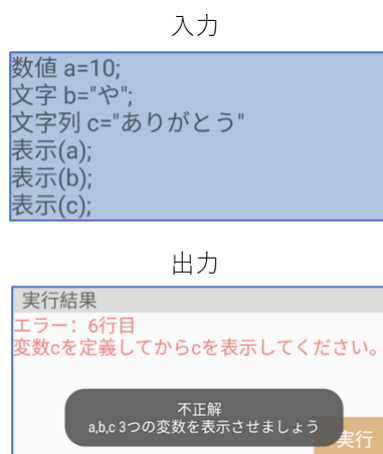 入力
数値 a=10;
文字 b="や";
文字列 c="ありがとう"
表示(a);
表示(b);
表示(c);
出力
実行結果
エラー：6行目
変数cを定義してからcを表示してください。
不正解
a,b,c 3つの変数を表示させましょう
実行